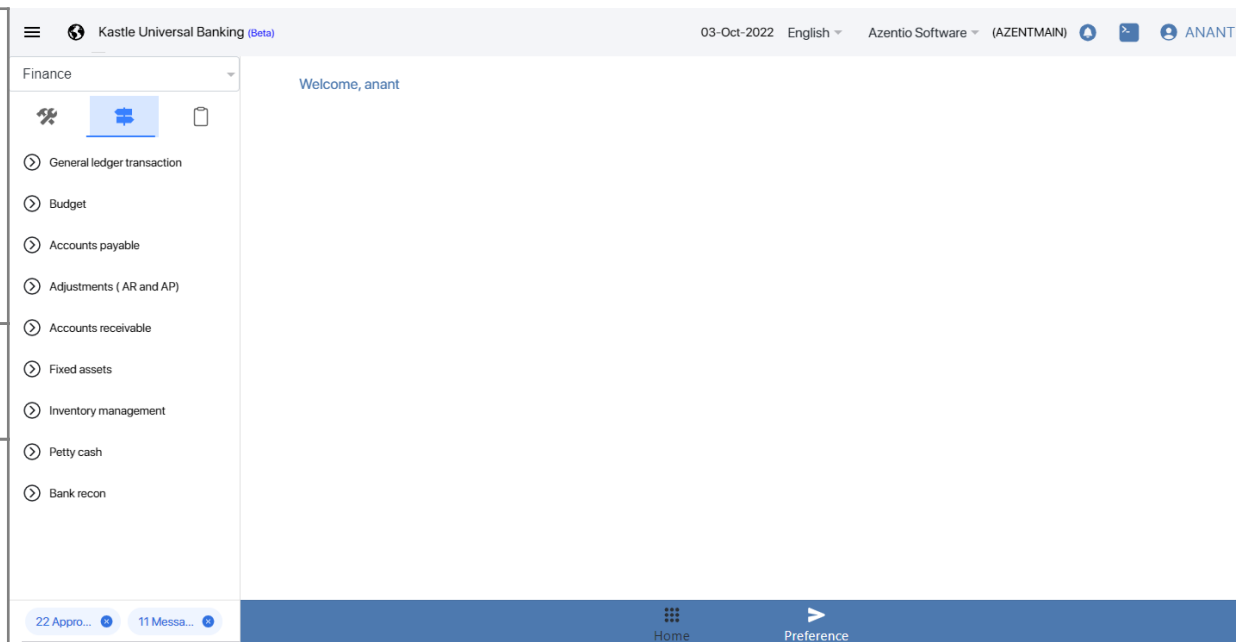 Kastle Universal Banking (Beta)
03-Oct-2022 English Azentio Software (AZENTMAIN) ANANT
Finance
Welcome, anant
General ledger transaction
Budget
Accounts payable
Adjustments ( AR and AP)
Accounts receivable
Fixed assets
Inventory management
Petty cash
Bank recon
22 Appro... 11 Messa...
Home Preference